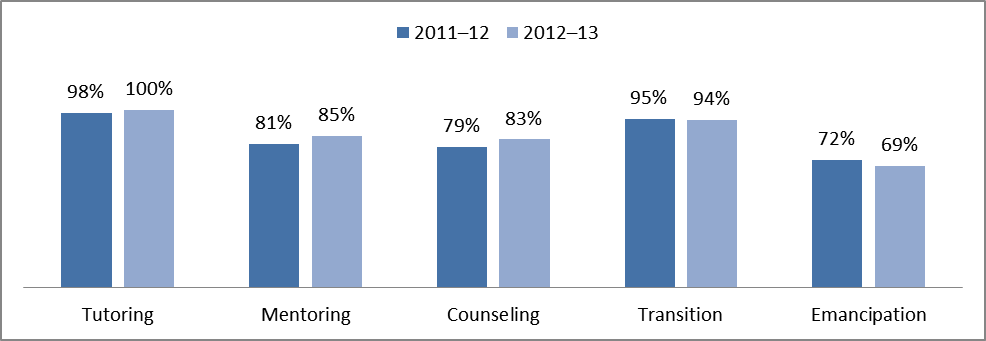 2011–12 2012–13
98% 100% 81% 85% 79% 83% 95% 94% 72% 69%
Tutoring Mentoring Counseling Transition Emancipation